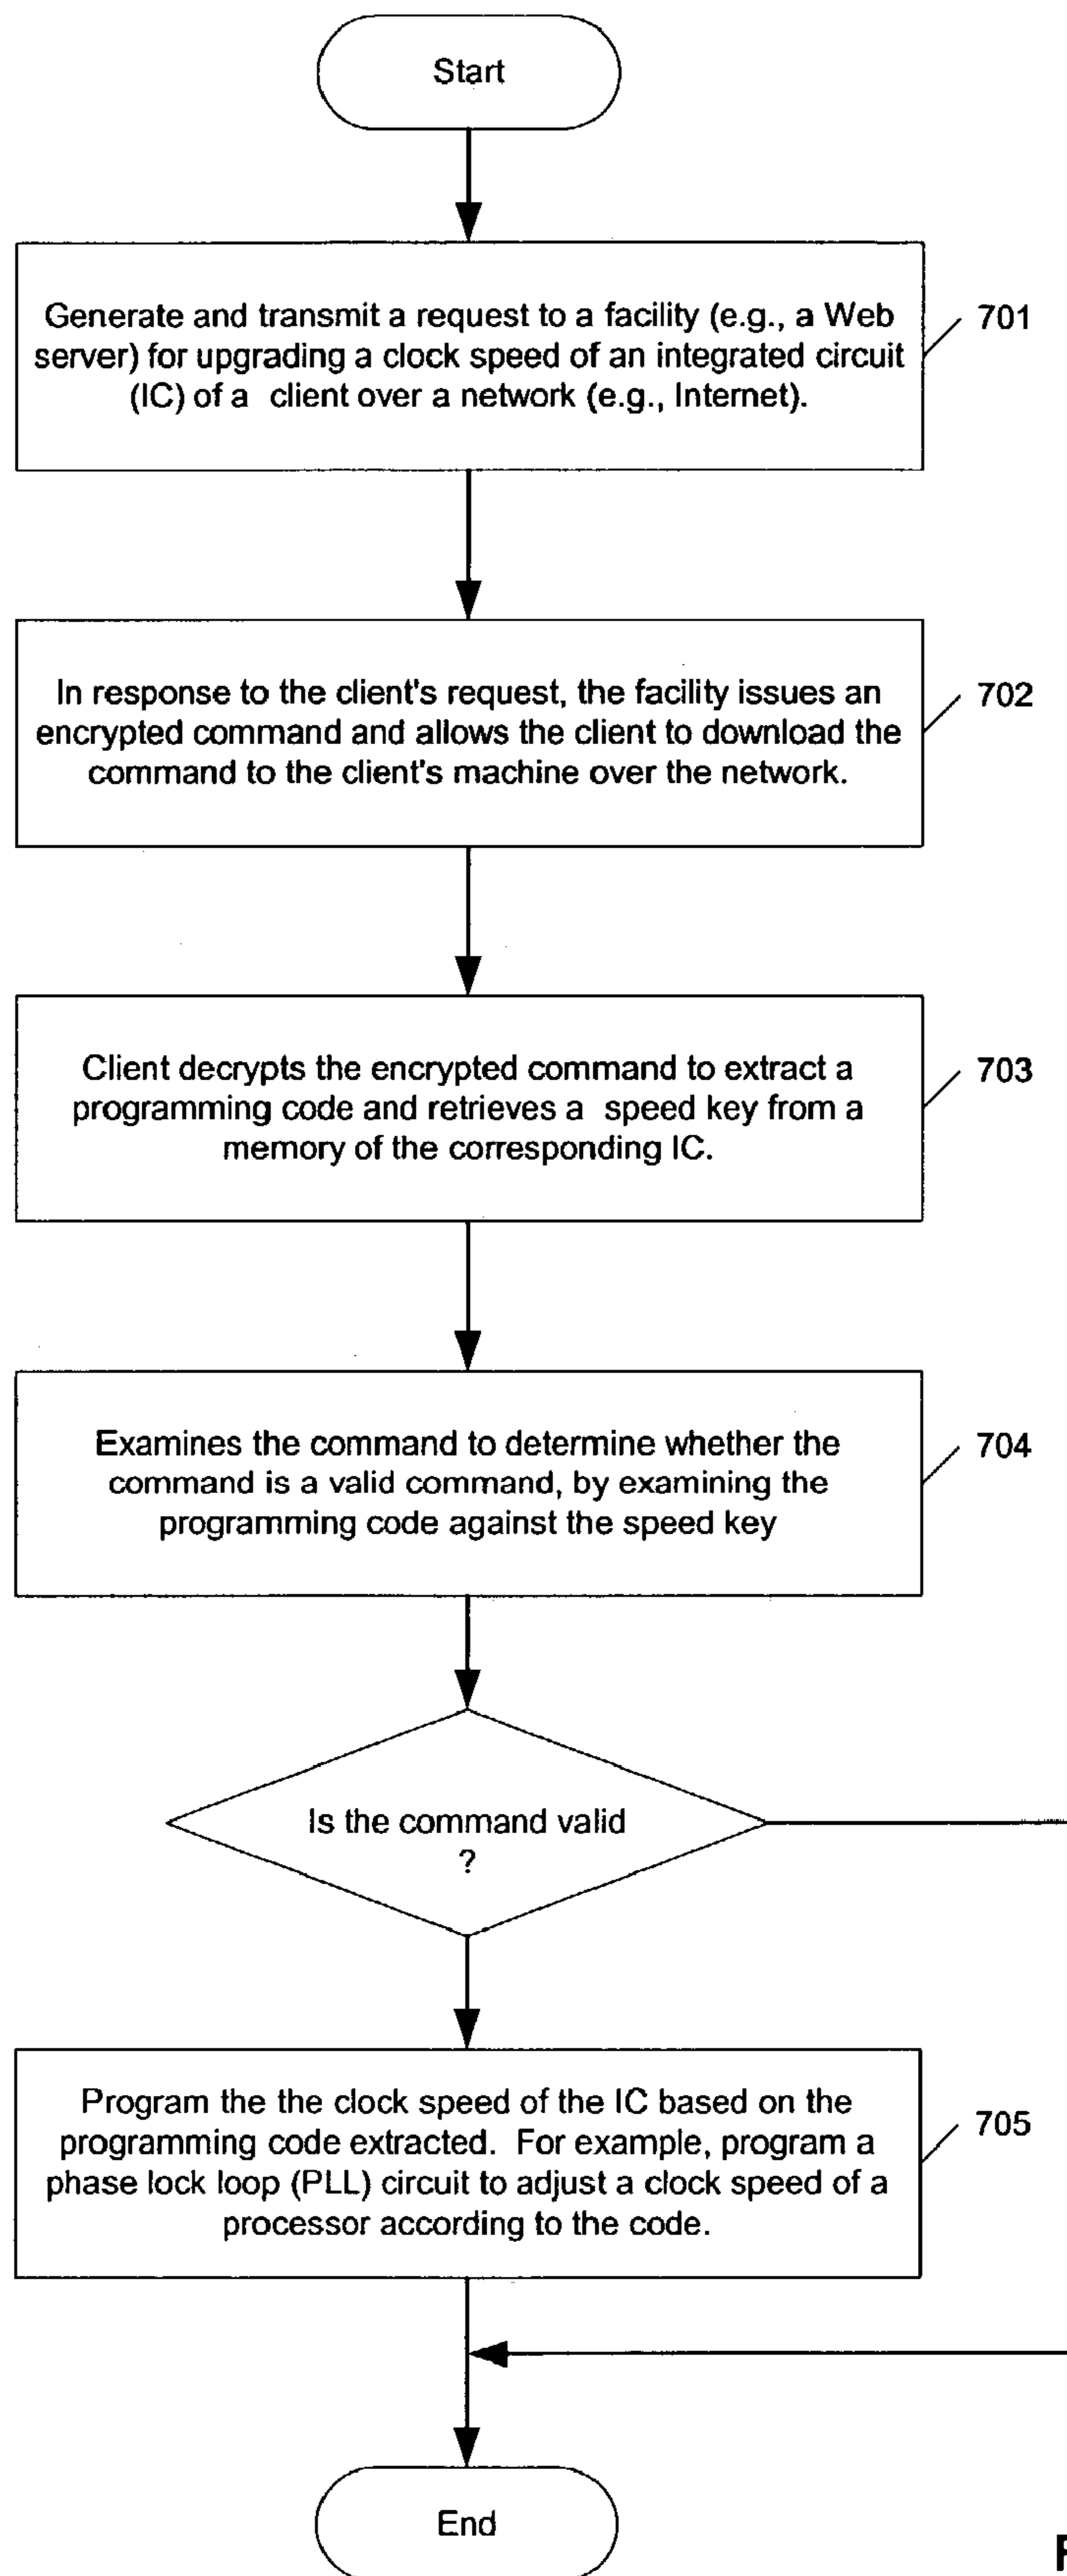 Start
Generate and transmit a request to a facility (e.g., a Web
server) for upgrading a clock speed of an integrated circuit
(IC) of a client over a network (e.g., Internet).
701
In response to the client's request, the facility issues an
encrypted command and allows the client to download the
command to the client's machine over the network.
702
Client decrypts the encrypted command to extract a
programming code and retrieves a speed key from a
memory of the corresponding IC.
703
Examines the command to determine whether the
command is a valid command, by examining the
programming code against the speed key
704
Is the command valid
?
Program the the clock speed of the IC based on the
programming code extracted. For example, program a
phase lock loop (PLL) circuit to adjust a clock speed of a
processor according to the code.
705
End